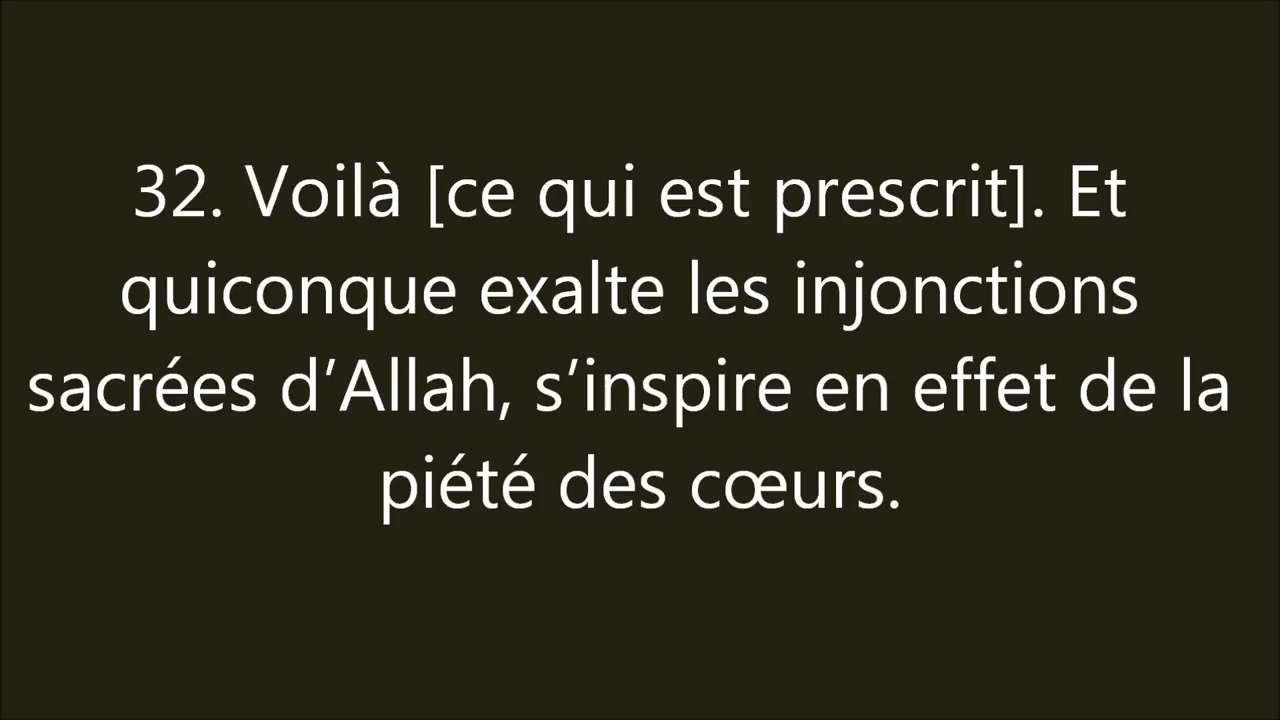 32. Voilà [ce qui est prescrit]. Et
quiconque exalte les injonctions
sacrées d’Allah, s’inspire en effet de la
piété des cœurs.